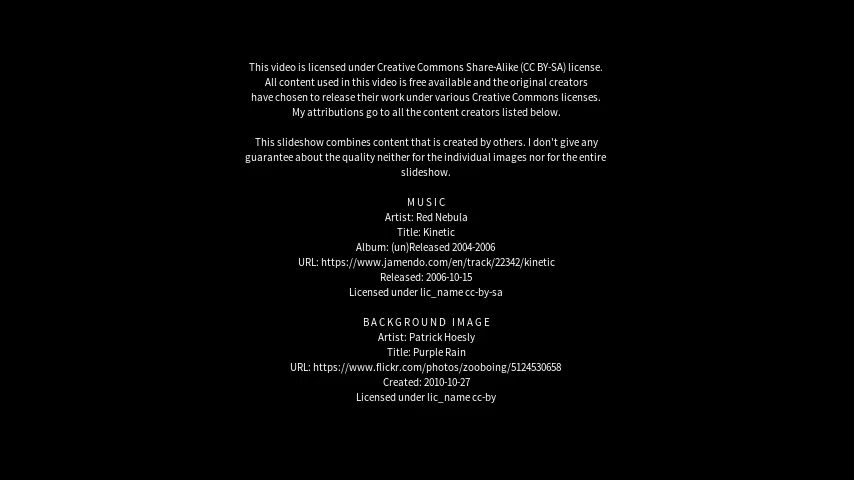 This video is licensed under Creative Commons Share-Alike (CC BY-SA) license.
All content used in this video is free available and the original creators
have chosen to release their work under various Creative Commons licenses.
My attributions go to all the content creators listed below.
This slideshow combines content that is created by others. I don't give any
guarantee about the quality neither for the individual images nor for the entire
slideshow.
MUSIC
Artist: Red Nebula
Title: Kinetic
Album: (un)Released 2004-2006
URL: https://www.jamendo.com/en/track/22342/kinetic
Released: 2006-10-15
Licensed under lic_name cc-by-sa
BACKGROUND IMAGE
Artist: Patrick Hoesly
Title: Purple Rain
URL: https://www.flickr.com/photos/zooboing/5124530658
Created: 2010-10-27
Licensed under lic_name cc-by